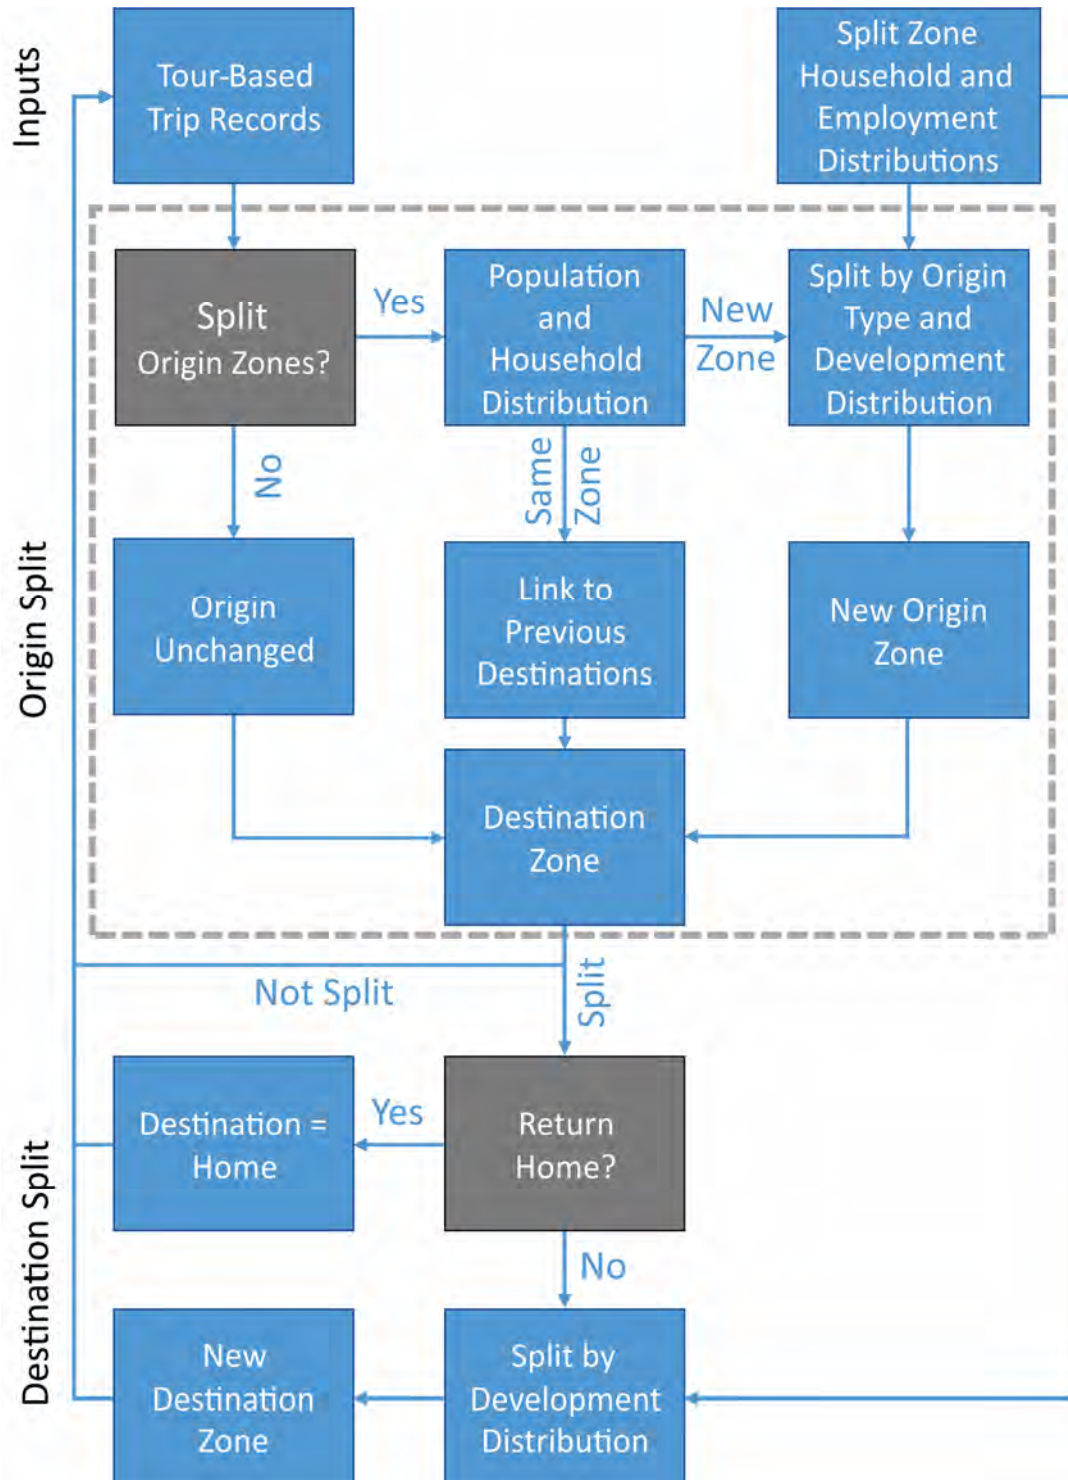 Inputs
Tour-Based
Trip Records
Split Zone
Household and
Employment
Distributions
Origin Split
Split
Origin Zones?
Yes
Population
and
Household
Distribution
New
Zone
Split by Origin
Type and
Development
Distribution
No
Same
Zone
Origin
Unchanged
Link to
Previous
Destinations
New Origin
Zone
Destination
Zone
Not Split
Split
Destination Split
Destination =
Home
Yes
Return
Home?
No
New
Destination
Zone
Split by
Development
Distribution